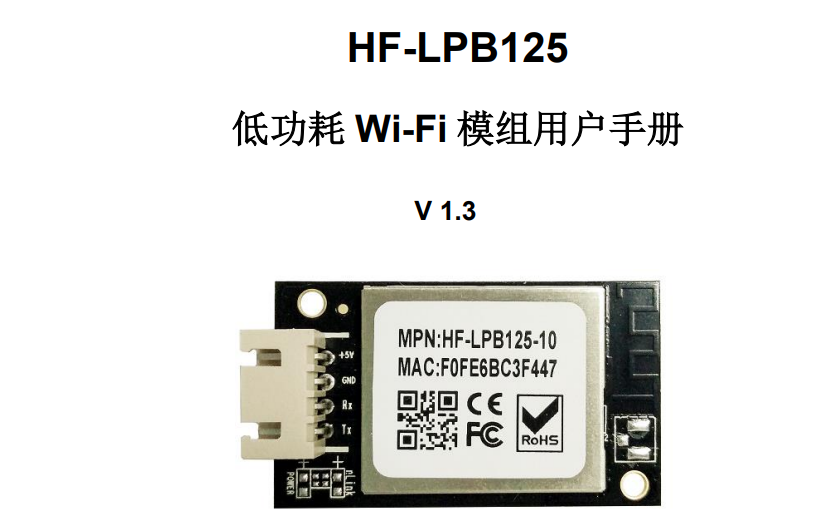 HF-LPB125
低功耗 Wi-Fi 模组用户手册
V 1.3
MPN:HF-LPB125-10
MAC:F0FE6BC3F447
+5V
GND
Rx
Tx
CE
FC
RoHS
POWER
nLink